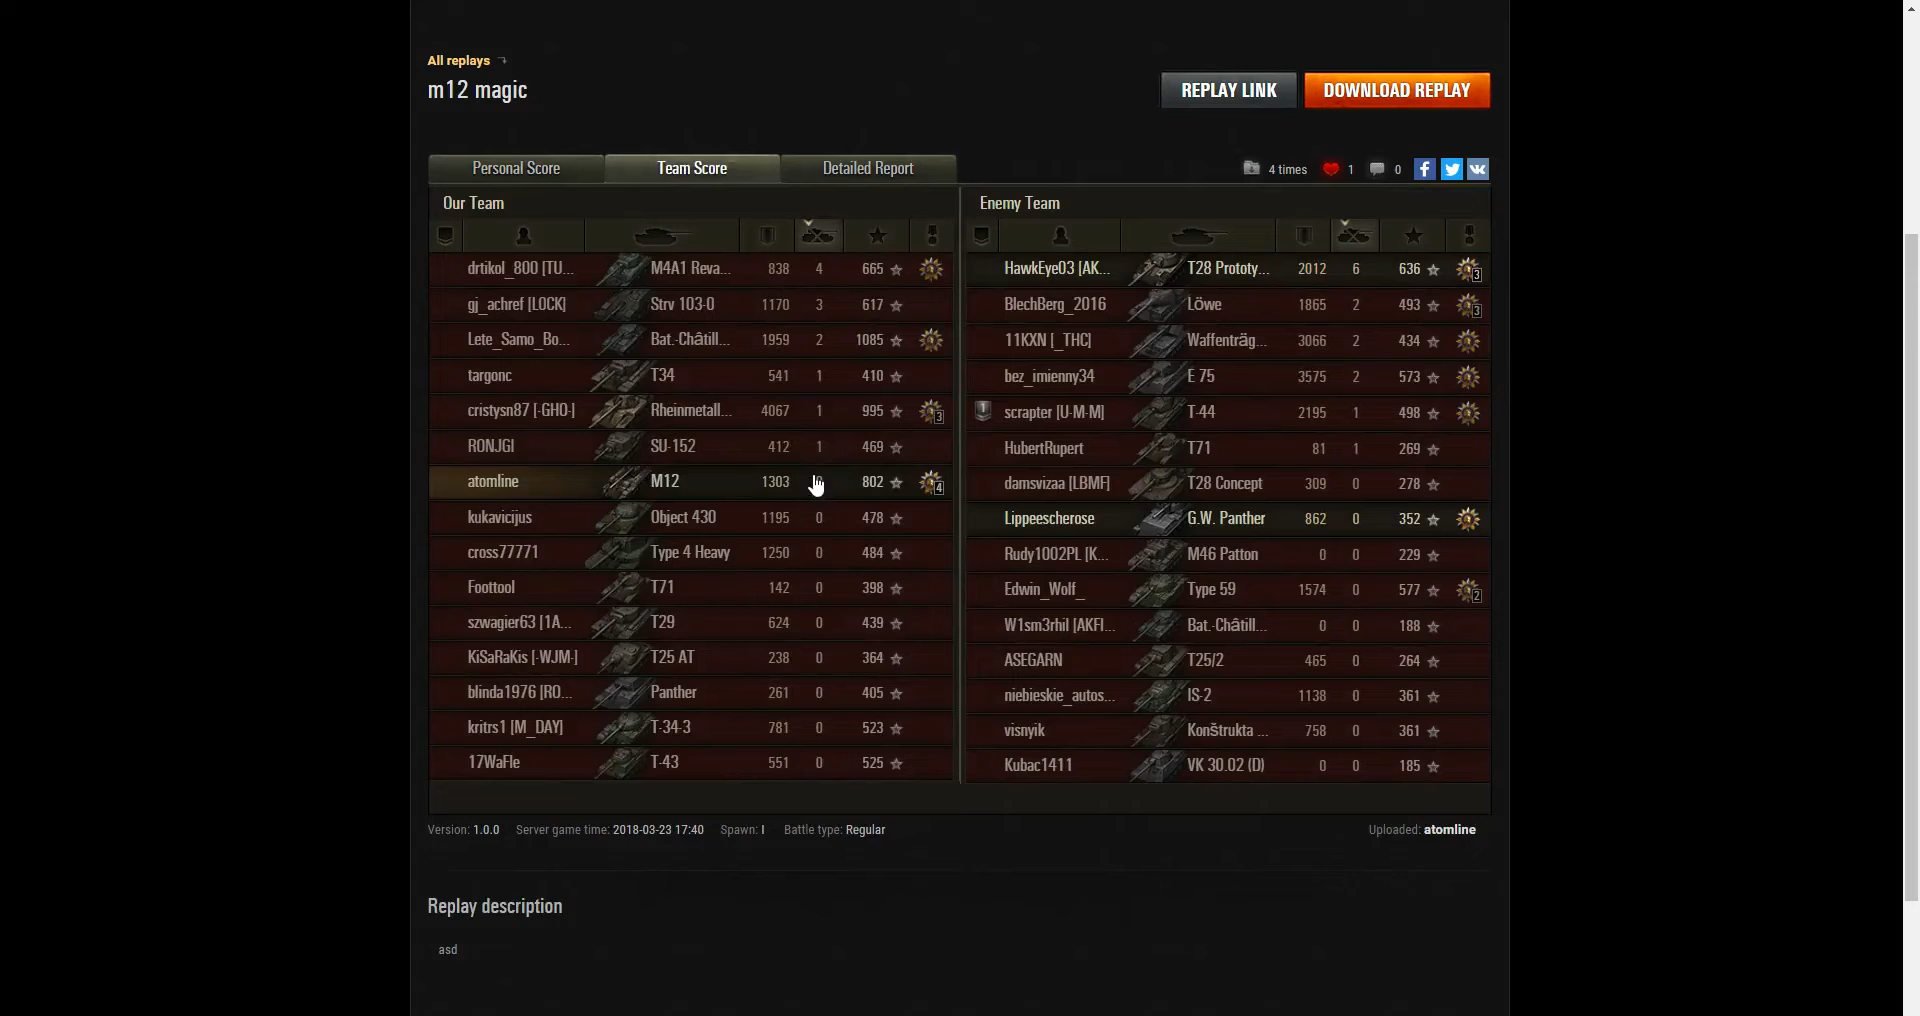 All replays
m12 magic
REPLAY LINK
DOWNLOAD REPLAY
Personal Score
Team Score
Detailed Report
4 times
1
0
Our Team
drtikol_800 [TU... M4A1 Reva... 838 4 665
gj_achref [LOCK] Strv 103-0 1170 3 617
Lete_Samo_Bo... Bat.-Châtill... 1959 2 1085
targonc T34 541 1 410
cristysn87 [-GHO-] Rheinmetall... 4067 1 995 3
RONJGI SU-152 412 1 469
atomline M12 1303 802 4
kukavicijus Object 430 1195 0 478
cross77771 Type 4 Heavy 1250 0 484
Foottool T71 142 0 398
szwagier63 [1A... T29 624 0 439
KiSaRaKis [-WJM-] T25 AT 238 0 364
blinda1976 [RO... Panther 261 0 405
kritrs1 [M_DAY] T-34-3 781 0 523
17WaFle T-43 551 0 525
Enemy Team
HawkEye03 [AK... T28 Prototy... 2012 6 636 3
BlechBerg_2016 Löwe 1865 2 493 3
11KXN [_THC] Waffenträg... 3066 2 434
bez_imienny34 E 75 3575 2 573
scrapter [U-M-M] T-44 2195 1 498
HubertRupert T71 81 1 269
damsvizaa [LBMF] T28 Concept 309 0 278
Lippeescherose G.W. Panther 862 0 352
Rudy1002PL [K... M46 Patton 0 0 229
Edwin_Wolf_ Type 59 1574 0 577 2
W1sm3rhil [AKFI... Bat.-Châtill... 0 0 188
ASEGARN T25/2 465 0 264
niebieskie_autos... IS-2 1138 0 361
visnyik Konštrukta ... 758 0 361
Kubac1411 VK 30.02 (D) 0 0 185
Version: 1.0.0 Server game time: 2018-03-23 17:40 Spawn: I Battle type: Regular
Uploaded: atomline
Replay description
asd